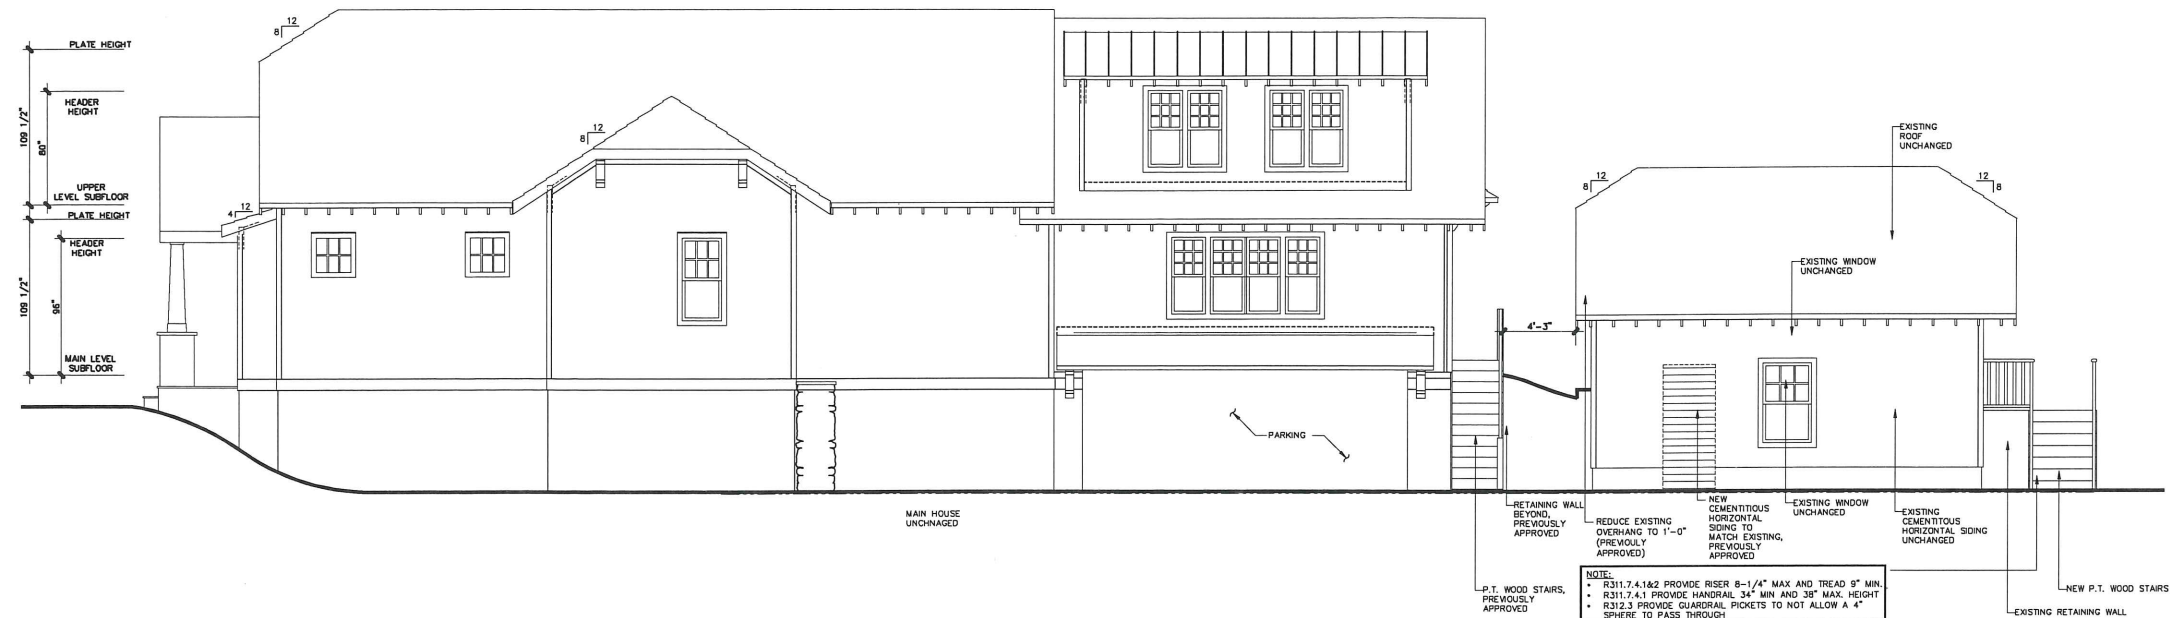 12
8
PLATE HEIGHT
HEADER
HEIGHT
109 1/2"
80"
UPPER
LEVEL SUBFLOOR
PLATE HEIGHT
12
4
HEADER
HEIGHT
109 1/2"
96"
MAIN LEVEL
SUBFLOOR
12
8
PARKING
MAIN HOUSE
UNCHNAGED
4'-3"
12
8
12
8
EXISTING
ROOF
UNCHANGED
EXISTING WINDOW
UNCHANGED
RETAINING WALL
BEYOND,
PREVIOUSLY
APPROVED
REDUCE EXISTING
OVERHANG TO 1'-0"
(PREVIOULY
APPROVED)
NEW
CEMENTITIOUS
HORIZONTAL
SIDING TO
MATCH EXISTING,
PREVIOUSLY
APPROVED
EXISTING WINDOW
UNCHANGED
EXISTING
CEMENTITOUS
HORIZONTAL SIDING
UNCHANGED
P.T. WOOD STAIRS,
PREVIOUSLY
APPROVED
NOTE:
• R311.7.4.1&2 PROVIDE RISER 8-1/4" MAX AND TREAD 9" MIN.
• R311.7.4.1 PROVIDE HANDRAIL 34" MIN AND 38" MAX. HEIGHT
• R312.3 PROVIDE GUARDRAIL PICKETS TO NOT ALLOW A 4"
SPHERE TO PASS THROUGH
NEW P.T. WOOD STAIRS
EXISTING RETAINING WALL